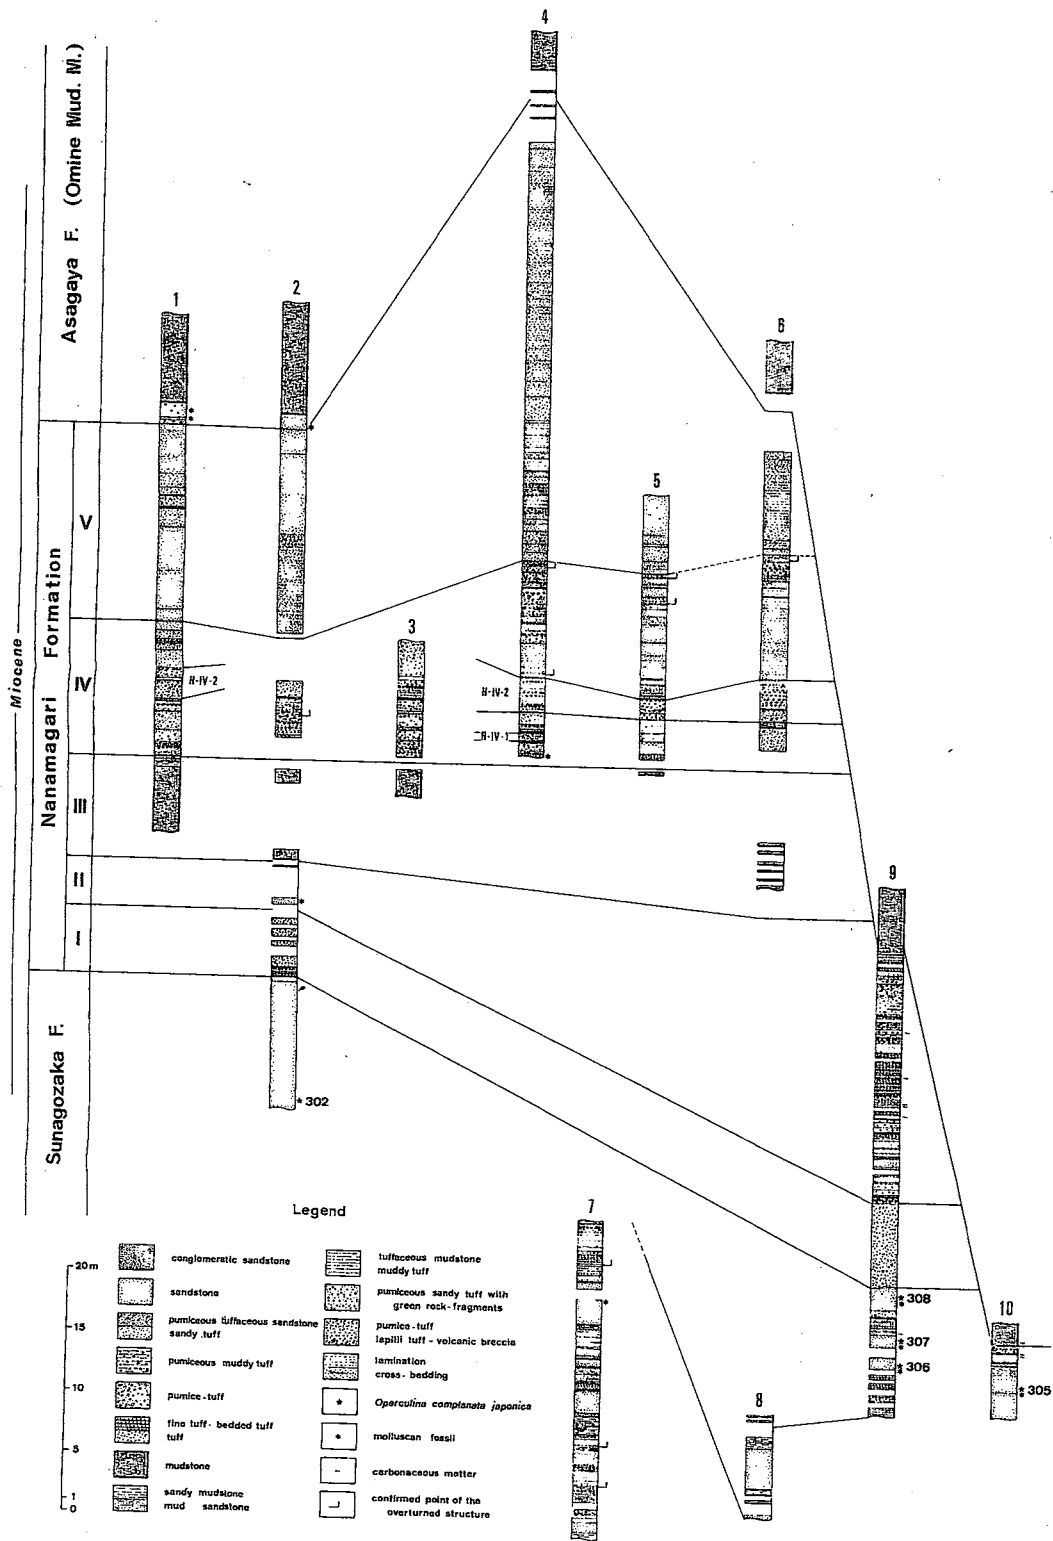 Miocene
Asagaya F. (Omine Mud. M.)
Nanamagari Formation
Sunagozaka F.
V
IV
III
II
I
1
2
3
4
5
6
7
8
9
10
N-IV-2
N-IV-2
N-IV-1
* 302
308
307
306
305
Legend
20m
15
10
5
1
0
conglomeratic sandstone
sandstone
pumiceous tuffaceous sandstone
sandy tuff
pumiceous muddy tuff
pumice-tuff
fine tuff - bedded tuff
tuff
mudstone
sandy mudstone
mud sandstone
tuffaceous mudstone
muddy tuff
pumiceous sandy tuff with
green rock-fragments
pumice-tuff
lapilli tuff - volcanic breccia
lamination
cross-bedding
Operculina complanata japonica
molluscan fossil
carbonaceous matter
confirmed point of the
overturned structure